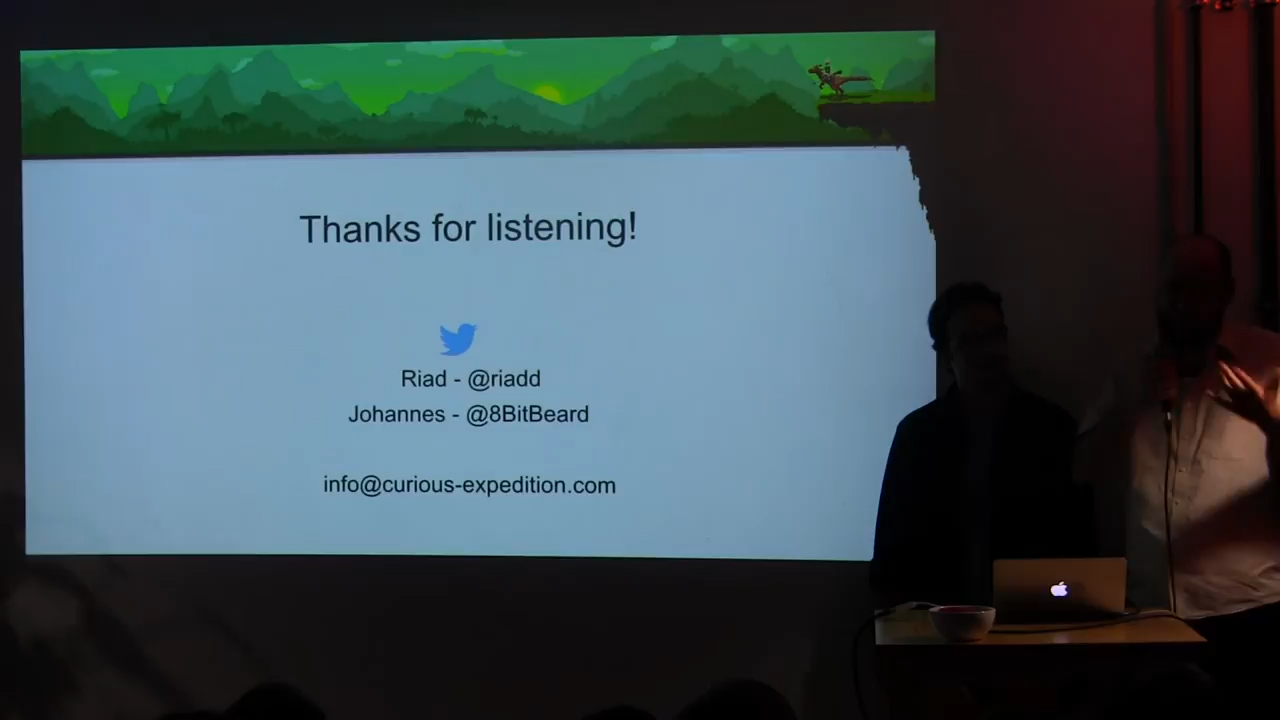 Thanks for listening!
Riad - @riadd
Johannes - @8BitBeard
info@curious-expedition.com